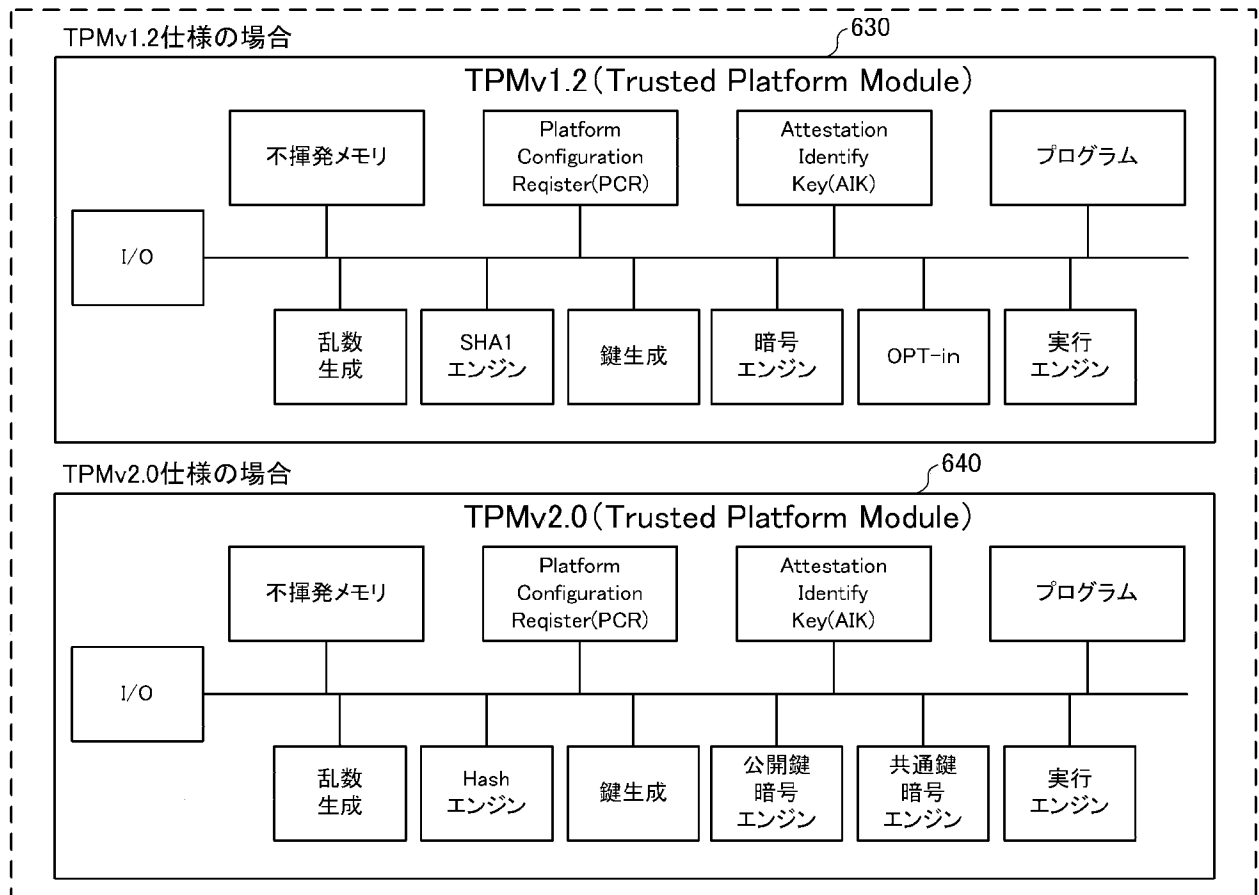 TPMv1.2仕様の場合
630
TPMv1.2(Trusted Platform Module)
不揮発メモリ
Platform
Configuration
Reqister(PCR)
Attestation
Identify
Key(AIK)
プログラム
I/O
乱数
生成
SHA1
エンジン
鍵生成
暗号
エンジン
OPT-in
実行
エンジン
TPMv2.0仕様の場合
640
TPMv2.0(Trusted Platform Module)
不揮発メモリ
Platform
Configuration
Reqister(PCR)
Attestation
Identify
Key(AIK)
プログラム
I/O
乱数
生成
Hash
エンジン
鍵生成
公開鍵
暗号
エンジン
共通鍵
暗号
エンジン
実行
エンジン